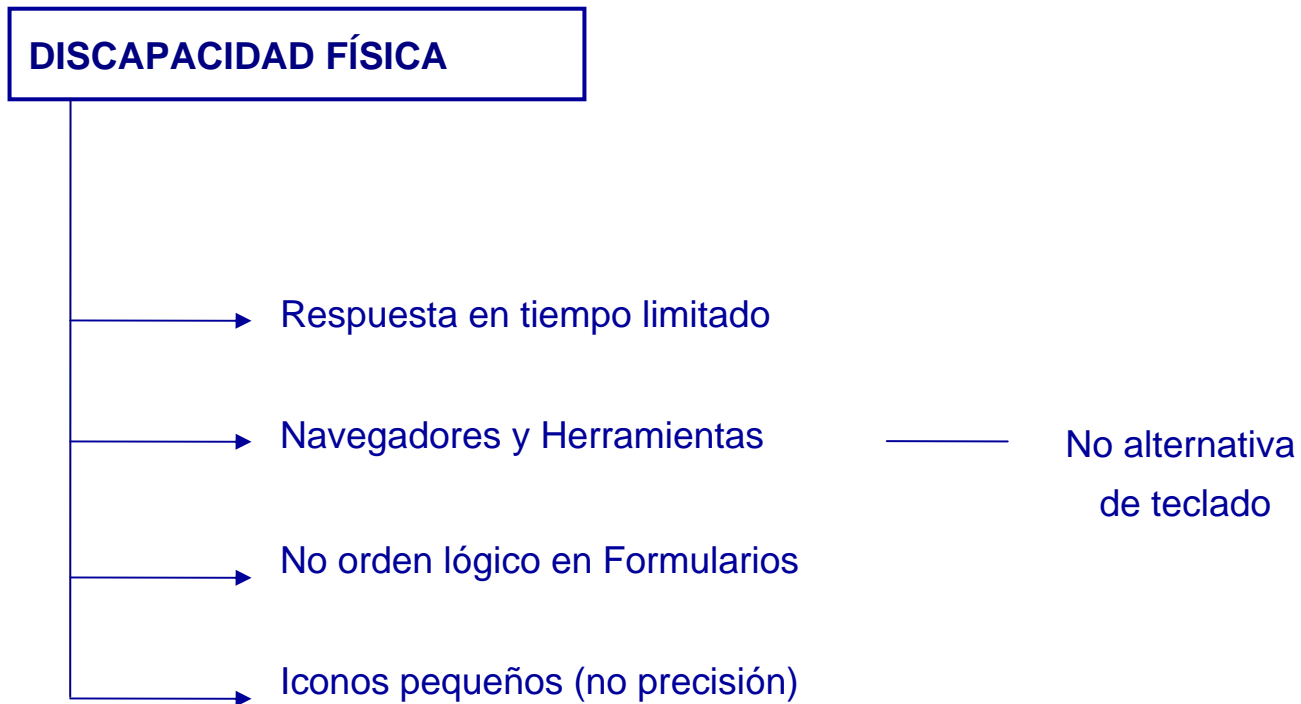 DISCAPACIDAD FÍSICA
Respuesta en tiempo limitado
Navegadores y Herramientas
No alternativa
de teclado
No orden lógico en Formularios
Iconos pequeños (no precisión)